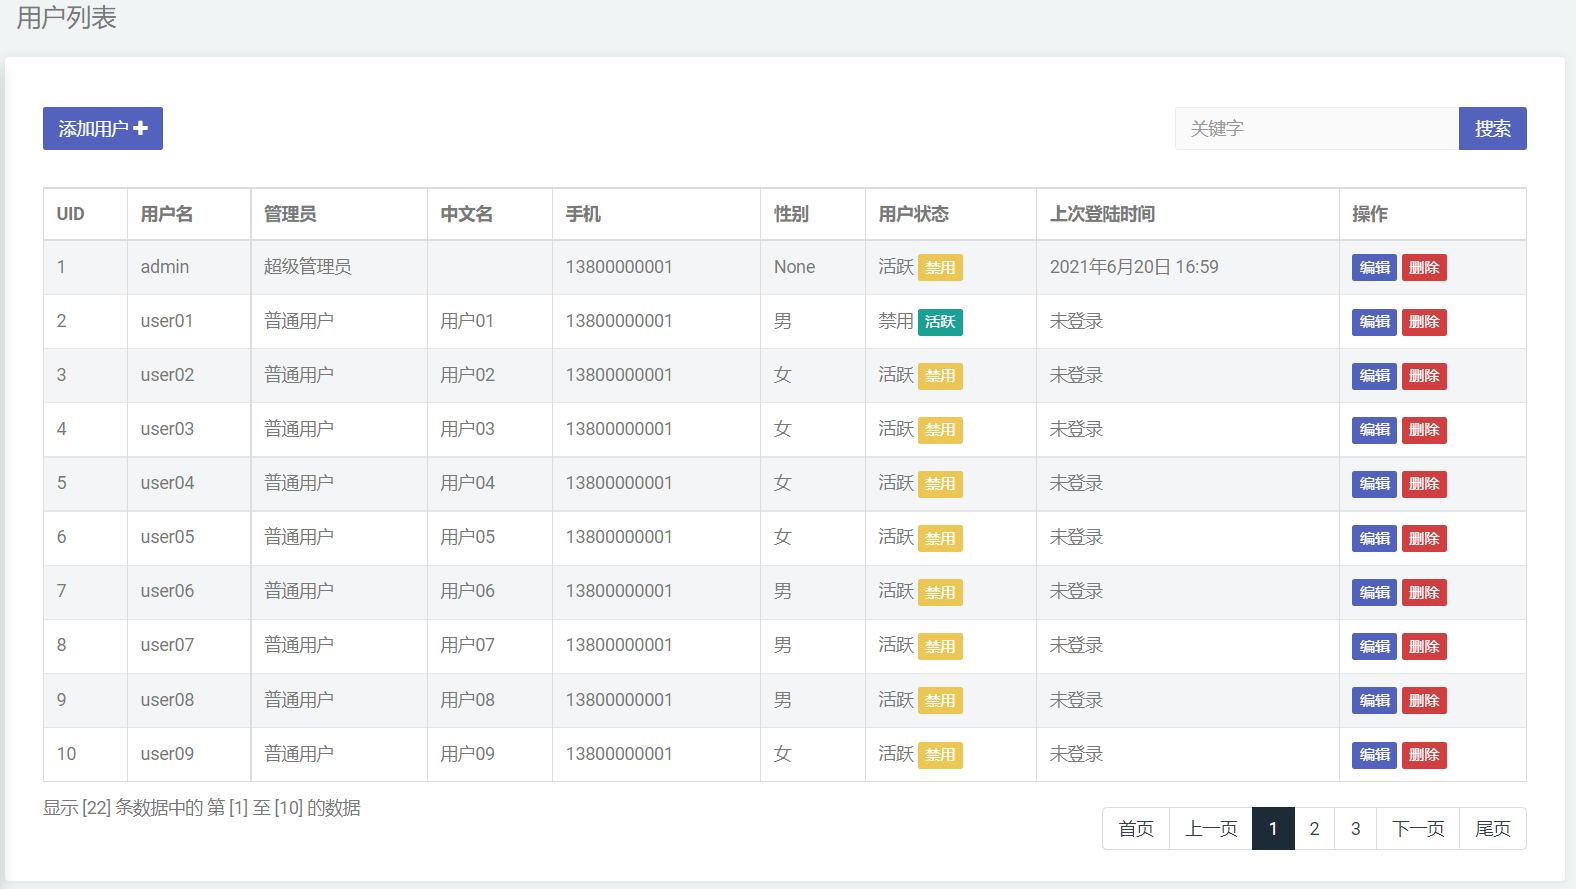 用户列表
添加用户
关键字 搜索
UID 用户名 管理员 中文名 手机 性别 用户状态 上次登陆时间 操作
1 admin 超级管理员 13800000001 None 活跃 禁用 2021年6月20日 16:59 编辑 删除
2 user01 普通用户 用户01 13800000001 男 禁用 活跃 未登录 编辑 删除
3 user02 普通用户 用户02 13800000001 女 活跃 禁用 未登录 编辑 删除
4 user03 普通用户 用户03 13800000001 女 活跃 禁用 未登录 编辑 删除
5 user04 普通用户 用户04 13800000001 女 活跃 禁用 未登录 编辑 删除
6 user05 普通用户 用户05 13800000001 女 活跃 禁用 未登录 编辑 删除
7 user06 普通用户 用户06 13800000001 男 活跃 禁用 未登录 编辑 删除
8 user07 普通用户 用户07 13800000001 男 活跃 禁用 未登录 编辑 删除
9 user08 普通用户 用户08 13800000001 男 活跃 禁用 未登录 编辑 删除
10 user09 普通用户 用户09 13800000001 女 活跃 禁用 未登录 编辑 删除
显示 [22] 条数据中的 第 [1] 至 [10] 的数据
首页 上一页 1 2 3 下一页 尾页